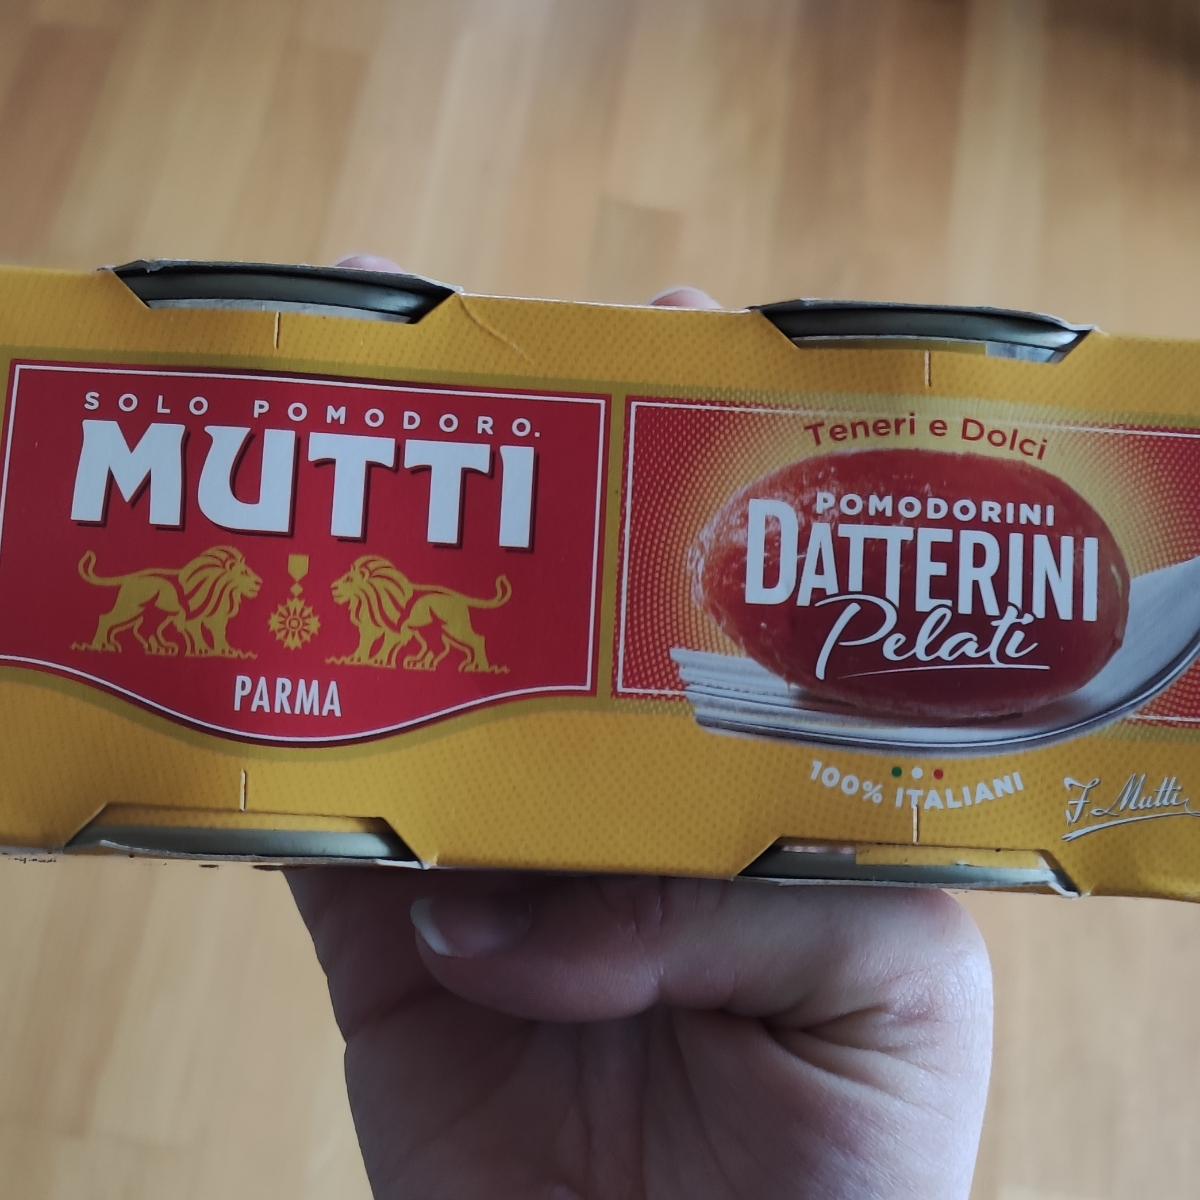 SOLO POMODORO.
MUTTI
PARMA
Teneri e Dolci
POMODORINI
DATTERINI
Pelati
100% ITALIANI
F. Mutti